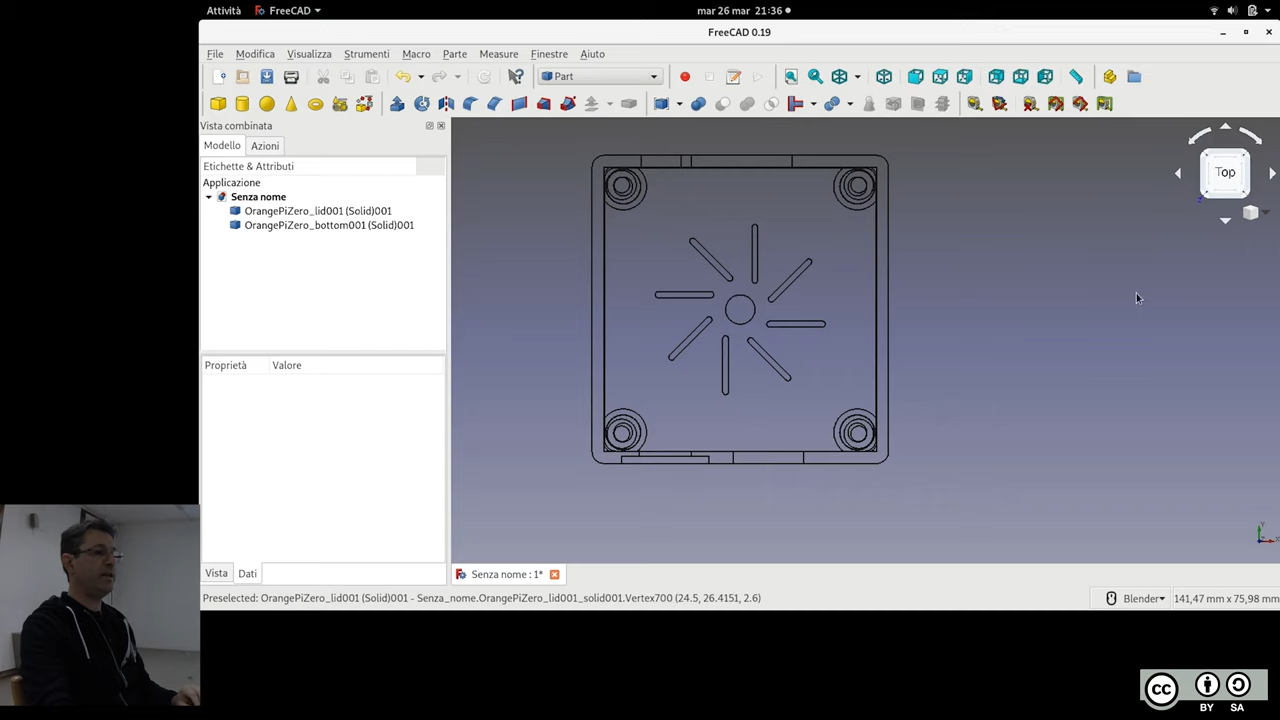 Attività FreeCAD mar 26 mar 21:36
FreeCAD 0.19
File Modifica Visualizza Strumenti Macro Parte Measure Finestre Aiuto
Part
Vista combinata
Modello Azioni
Etichette & Attributi
Applicazione
Senza nome
OrangePiZero_lid001 (Solid)001
OrangePiZero_bottom001 (Solid)001
Top
Z
Proprietà Valore
Y
X
Vista Dati
Senza nome : 1*
Preselected: OrangePiZero_lid001 (Solid)001 - Senza_nome.OrangePiZero_lid001_solid001.Vertex700 (24.5, 26.4151, 2.6)
Blender 141,47 mm x 75,98 mm
cc
BY SA